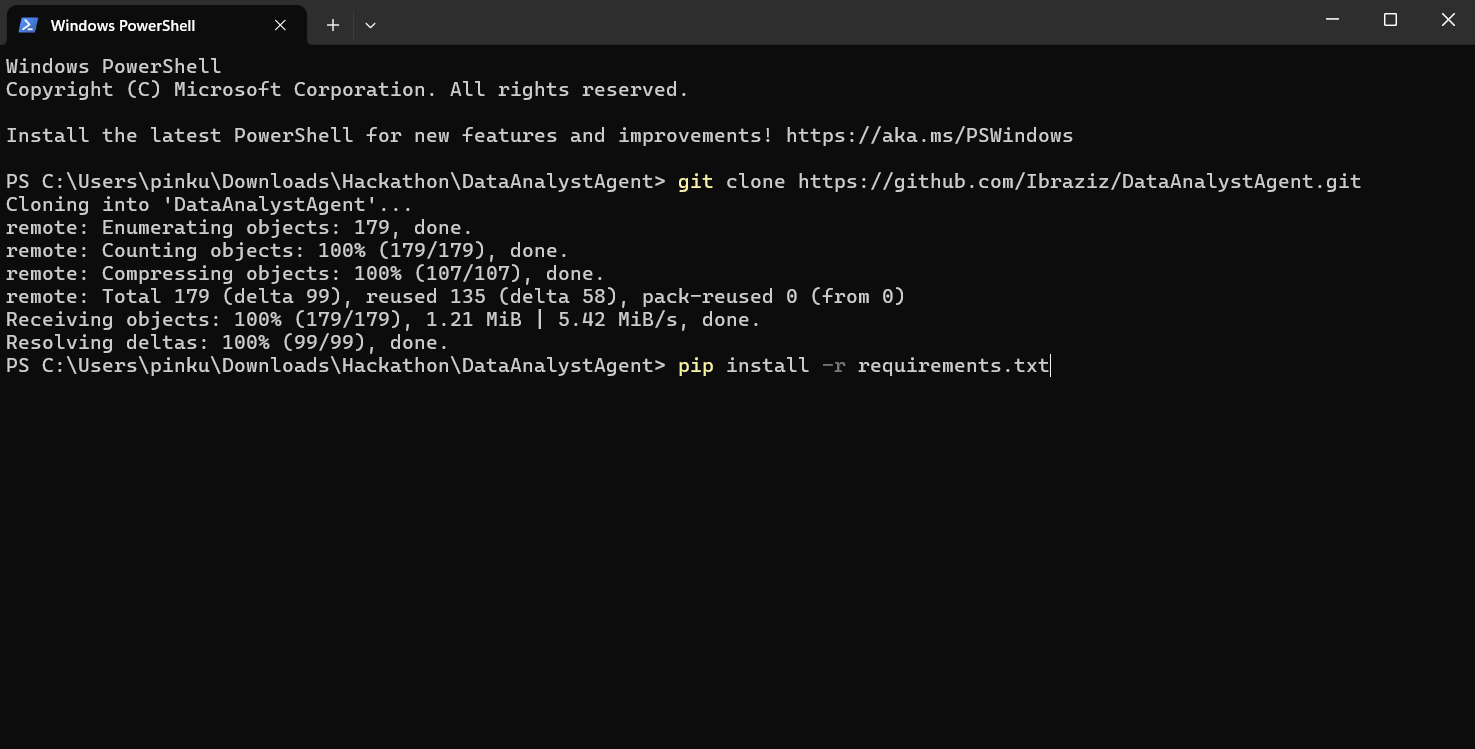 Windows PowerShell
Windows PowerShell
Copyright (C) Microsoft Corporation. All rights reserved.
Install the latest PowerShell for new features and improvements! https://aka.ms/PSWindows
PS C:\Users\pinku\Downloads\Hackathon\DataAnalystAgent> git clone https://github.com/Ibraziz/DataAnalystAgent.git
Cloning into 'DataAnalystAgent'...
remote: Enumerating objects: 179, done.
remote: Counting objects: 100% (179/179), done.
remote: Compressing objects: 100% (107/107), done.
remote: Total 179 (delta 99), reused 135 (delta 58), pack-reused 0 (from 0)
Receiving objects: 100% (179/179), 1.21 MiB | 5.42 MiB/s, done.
Resolving deltas: 100% (99/99), done.
PS C:\Users\pinku\Downloads\Hackathon\DataAnalystAgent> pip install -r requirements.txt